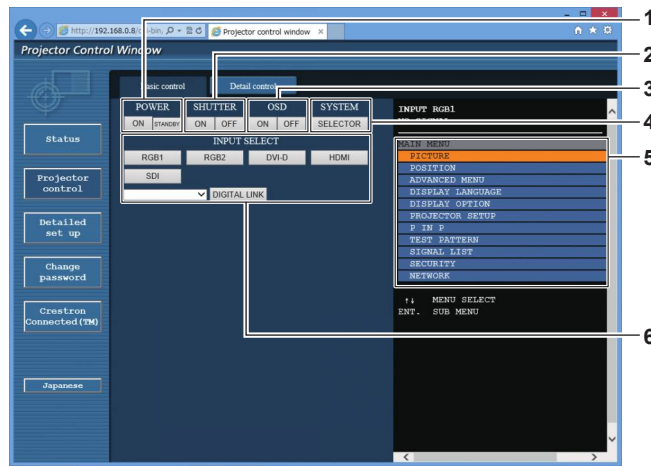 http://192.168.0.8/cgi-bin,
Projector control window
1
Projector Control Window
2
Basic control
Detail control
3
POWER
SHUTTER
OSD
SYSTEM
INPUT RGB1
NO SIGNAL
4
ON
STANDBY
ON
OFF
ON
OFF
SELECTOR
INPUT SELECT
RGB1
RGB2
DVI-D
HDMI
SDI
DIGITAL LINK
Status
Projector
control
Detailed
set up
Change
password
Crestron
Connected(TM)
Japanese
MAIN MENU
5
PICTURE
POSITION
ADVANCED MENU
DISPLAY LANGUAGE
DISPLAY OPTION
PROJECTOR SETUP
P IN P
TEST PATTERN
SIGNAL LIST
SECURITY
NETWORK
↑↓ MENU SELECT
ENT. SUB MENU
6